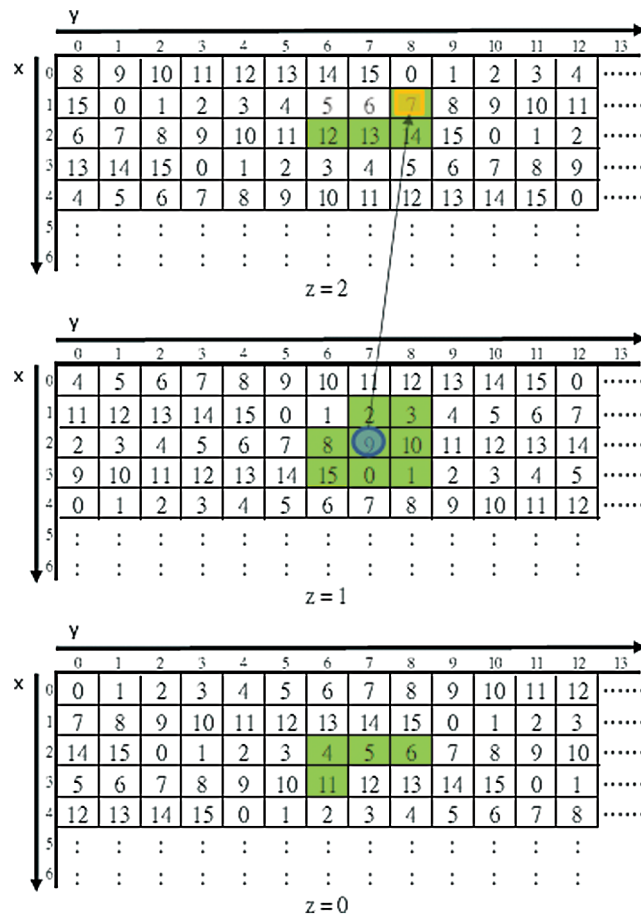 y
0 1 2 3 4 5 6 7 8 9 10 11 12 13
x
0 8 9 10 11 12 13 14 15 0 1 2 3 4 ······
1 15 0 1 2 3 4 5 6 7 8 9 10 11
2 6 7 8 9 10 11 12 13 14 15 0 1 2 ······
3 13 14 15 0 1 2 3 4 5 6 7 8 9
4 4 5 6 7 8 9 10 11 12 13 14 15 0 ······
5 : : : : : : : : : : : : :
6 : : : : : : : : : : : : :
z = 2
y
0 1 2 3 4 5 6 7 8 9 10 11 12 13
x
0 4 5 6 7 8 9 10 11 12 13 14 15 0 ······
1 11 12 13 14 15 0 1 2 3 4 5 6 7
2 2 3 4 5 6 7 8 9 10 11 12 13 14 ······
3 9 10 11 12 13 14 15 0 1 2 3 4 5
4 0 1 2 3 4 5 6 7 8 9 10 11 12 ······
5 : : : : : : : : : : : : :
6 : : : : : : : : : : : : :
z = 1
y
0 1 2 3 4 5 6 7 8 9 10 11 12 13
x
0 0 1 2 3 4 5 6 7 8 9 10 11 12 ······
1 7 8 9 10 11 12 13 14 15 0 1 2 3
2 14 15 0 1 2 3 4 5 6 7 8 9 10 ······
3 5 6 7 8 9 10 11 12 13 14 15 0 1
4 12 13 14 15 0 1 2 3 4 5 6 7 8 ······
5 : : : : : : : : : : : : :
6 : : : : : : : : : : : : :
z = 0